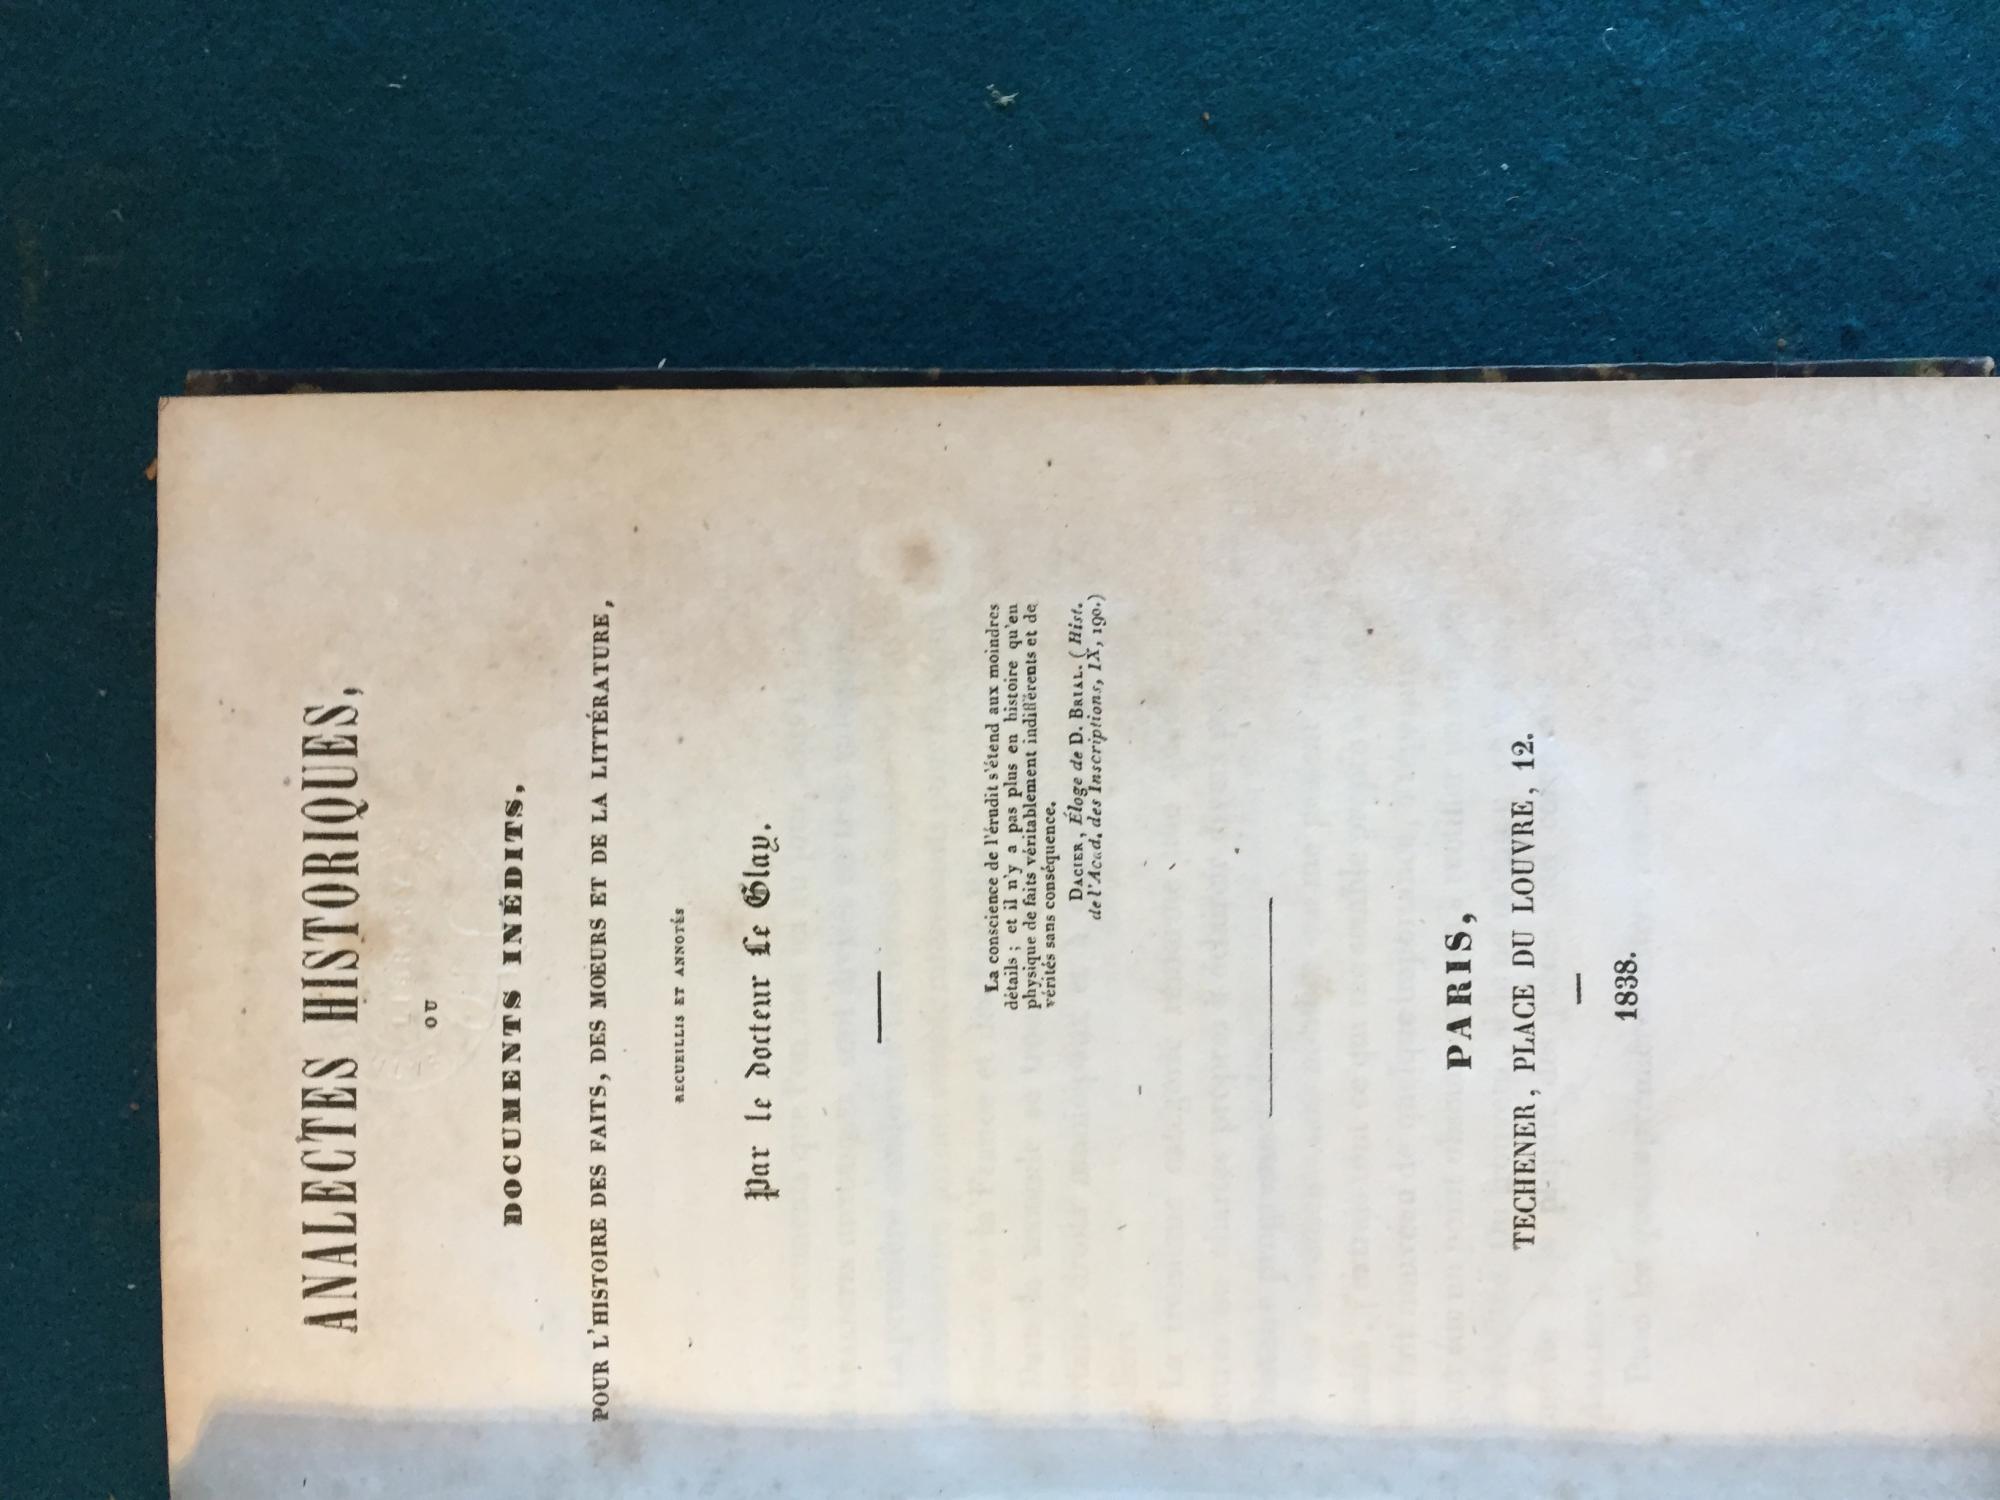 ANALECTES HISTORIQUES,
OU
DOCUMENTS INÉDITS,
POUR L'HISTOIRE DES FAITS, DES MOEURS ET DE LA LITTÉRATURE,
RECUEILLIS ET ANNOTÉS
Par le docteur Le Glay.
La conscience de l'érudit s'étend aux moindres
détails ; et il n'y a pas plus en histoire qu'en
physique de faits véritablement indifférents et de
vérités sans conséquence.
DACIER, Éloge de D. BRIAL. ( Hist.
de l'Acad. des Inscriptions, IX, 190.)
PARIS,
TECHENER, PLACE DU LOUVRE, 12.
1838.